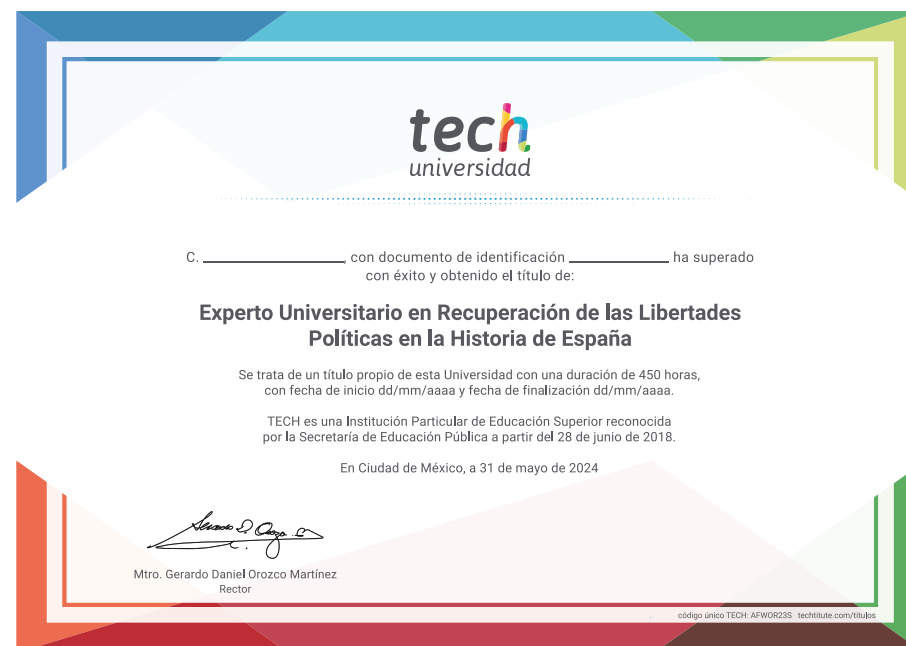 tech
universidad
C. ____________, con documento de identificación ____________ ha superado
con éxito y obtenido el título de:
Experto Universitario en Recuperación de las Libertades
Políticas en la Historia de España
Se trata de un título propio de esta Universidad con una duración de 450 horas,
con fecha de inicio dd/mm/aaaa y fecha de finalización dd/mm/aaaa.
TECH es una Institución Particular de Educación Superior reconocida
por la Secretaría de Educación Pública a partir del 28 de junio de 2018.
En Ciudad de México, a 31 de mayo de 2024
Mtro. Gerardo Daniel Orozco Martínez
Rector
código único TECH: AFWOR23S techtitute.com/titulos